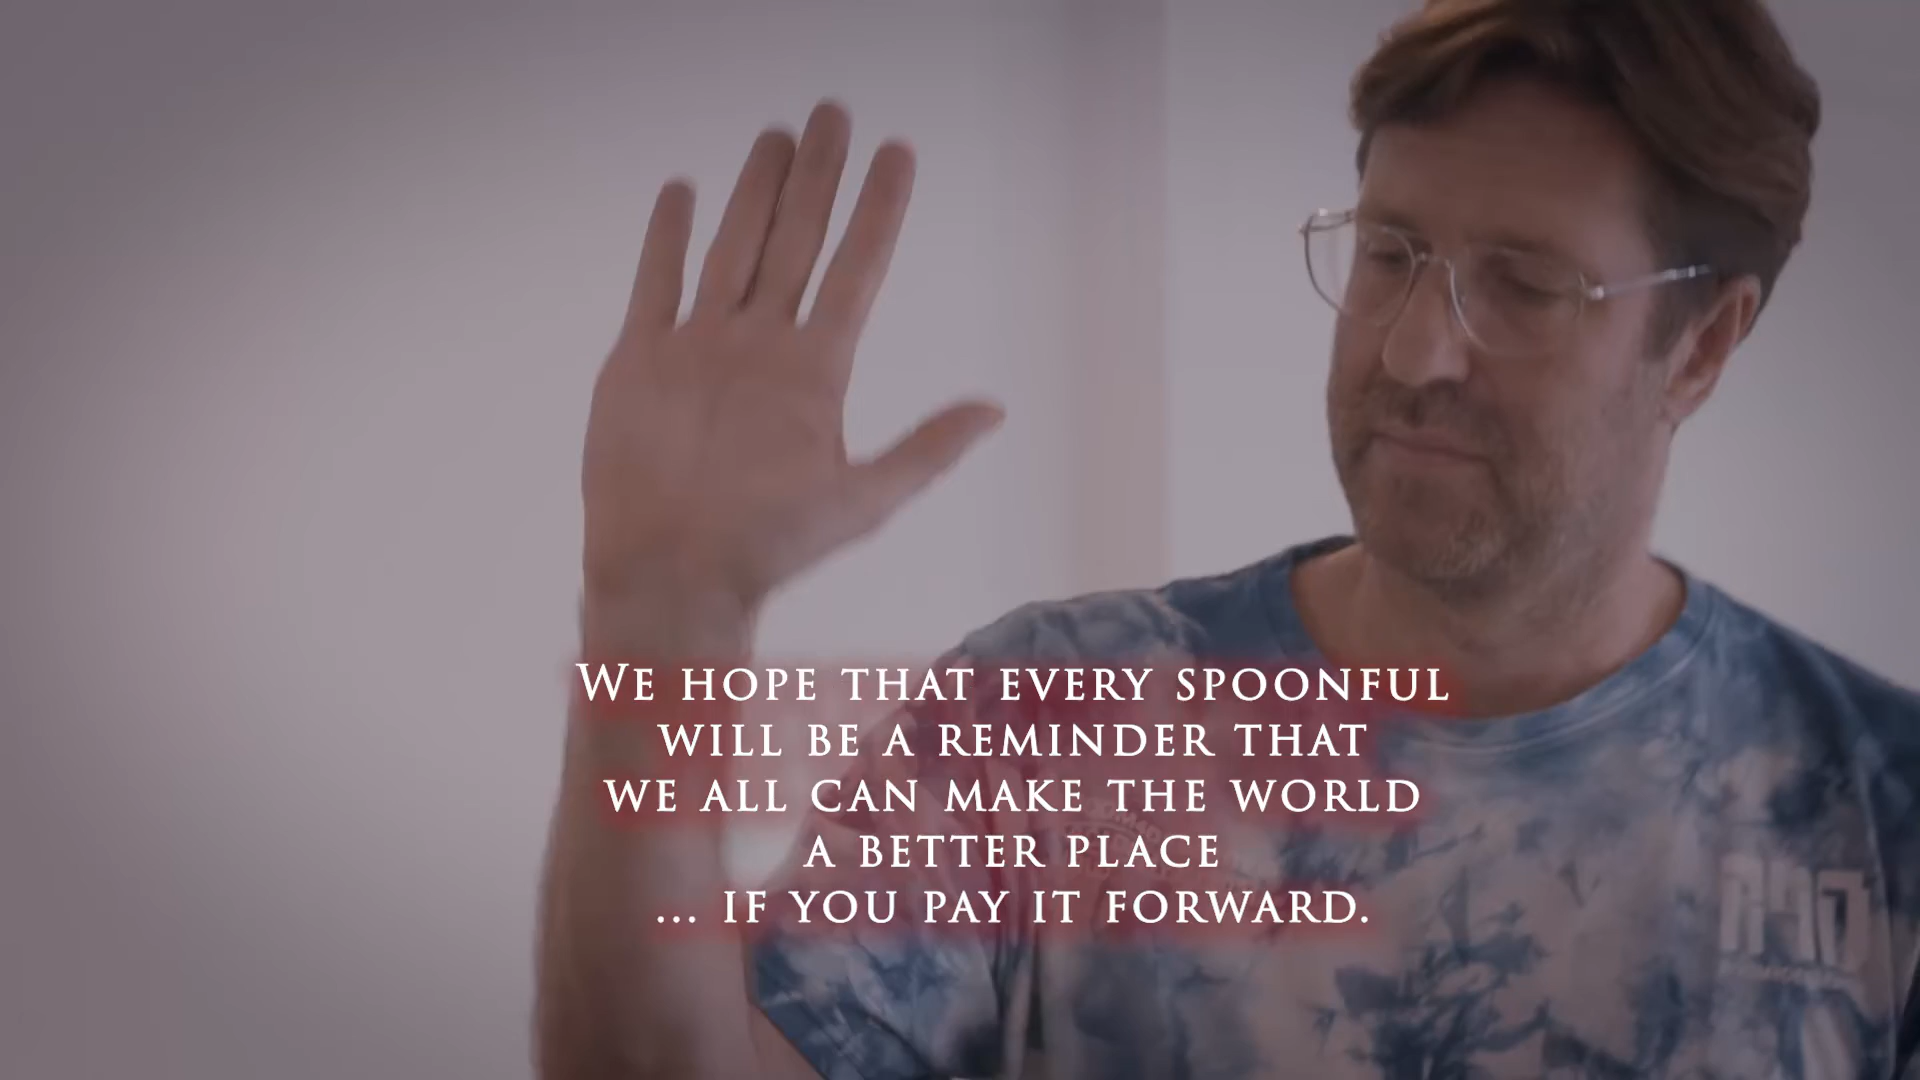 We hope that every spoonful
will be a reminder that
we all can make the world
a better place
... if you pay it forward.